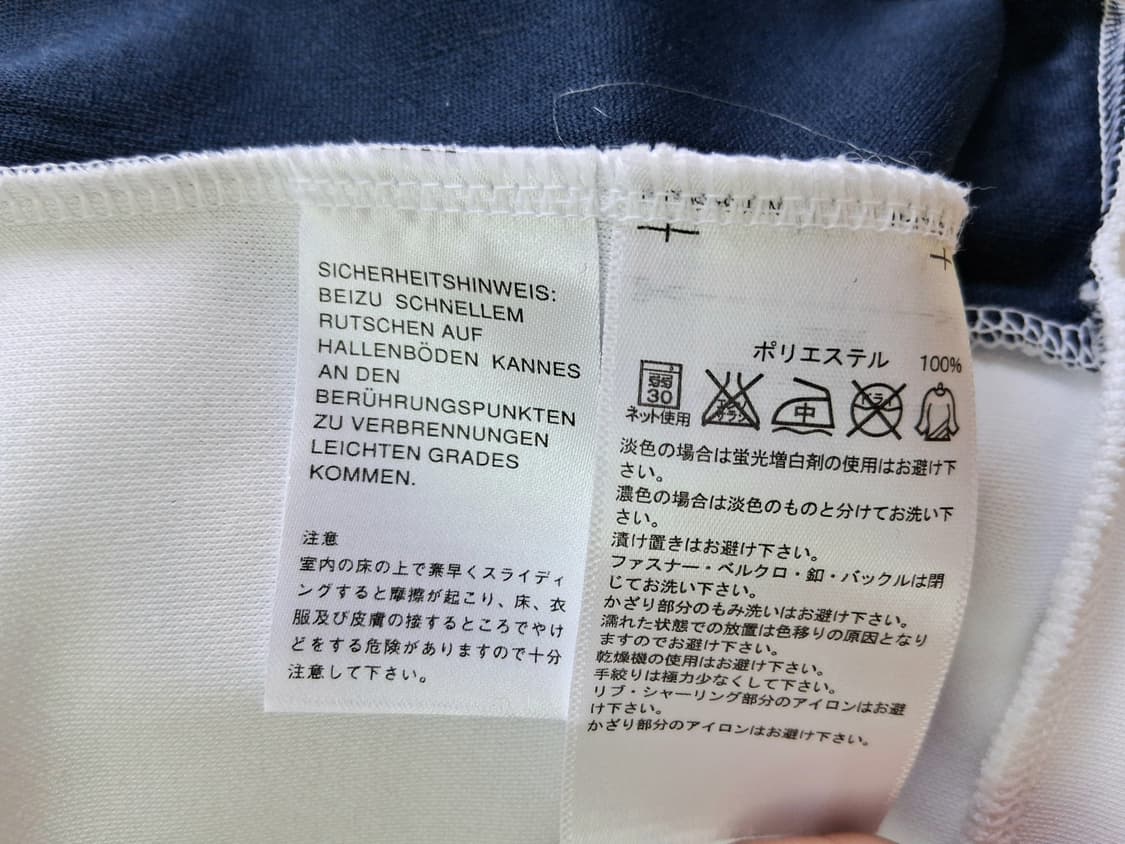 SICHERHEITSHINWEIS:
BEIZU SCHNELLEM
RUTSCHEN AUF
HALLENBÖDEN KANNES
AN DEN
BERÜHRUNGSPUNKTEN
ZU VERBRENNUNGEN
LEICHTEN GRADES
KOMMEN.
注意
室内の床の上で素早くスライディ
ングすると摩擦が起こり、床、衣
服及び皮膚の接するところでやけ
どをする危険がありますので十分
注意して下さい。
ポリエステル 100%
弱
30
ネット使用
エンソ
サラシ
中
ドライ
淡色の場合は蛍光増白剤の使用はお避け下
さい。
濃色の場合は淡色のものと分けてお洗い下
さい。
漬け置きはお避け下さい。
ファスナー・ベルクロ・釦・バックルは閉
じてお洗い下さい。
かざり部分のもみ洗いはお避け下さい。
濡れた状態での放置は色移りの原因となり
ますのでお避け下さい。
乾燥機の使用はお避け下さい。
手絞りは極力少なくして下さい。
リブ・シャーリング部分のアイロンはお避
け下さい。
かざり部分のアイロンはお避け下さい。